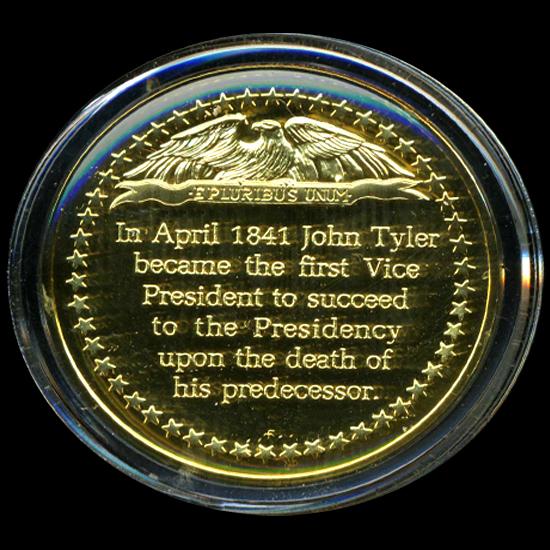 E PLURIBUS UNUM
In April 1841 John Tyler
became the first Vice
President to succeed
to the Presidency
upon the death of
his predecessor.